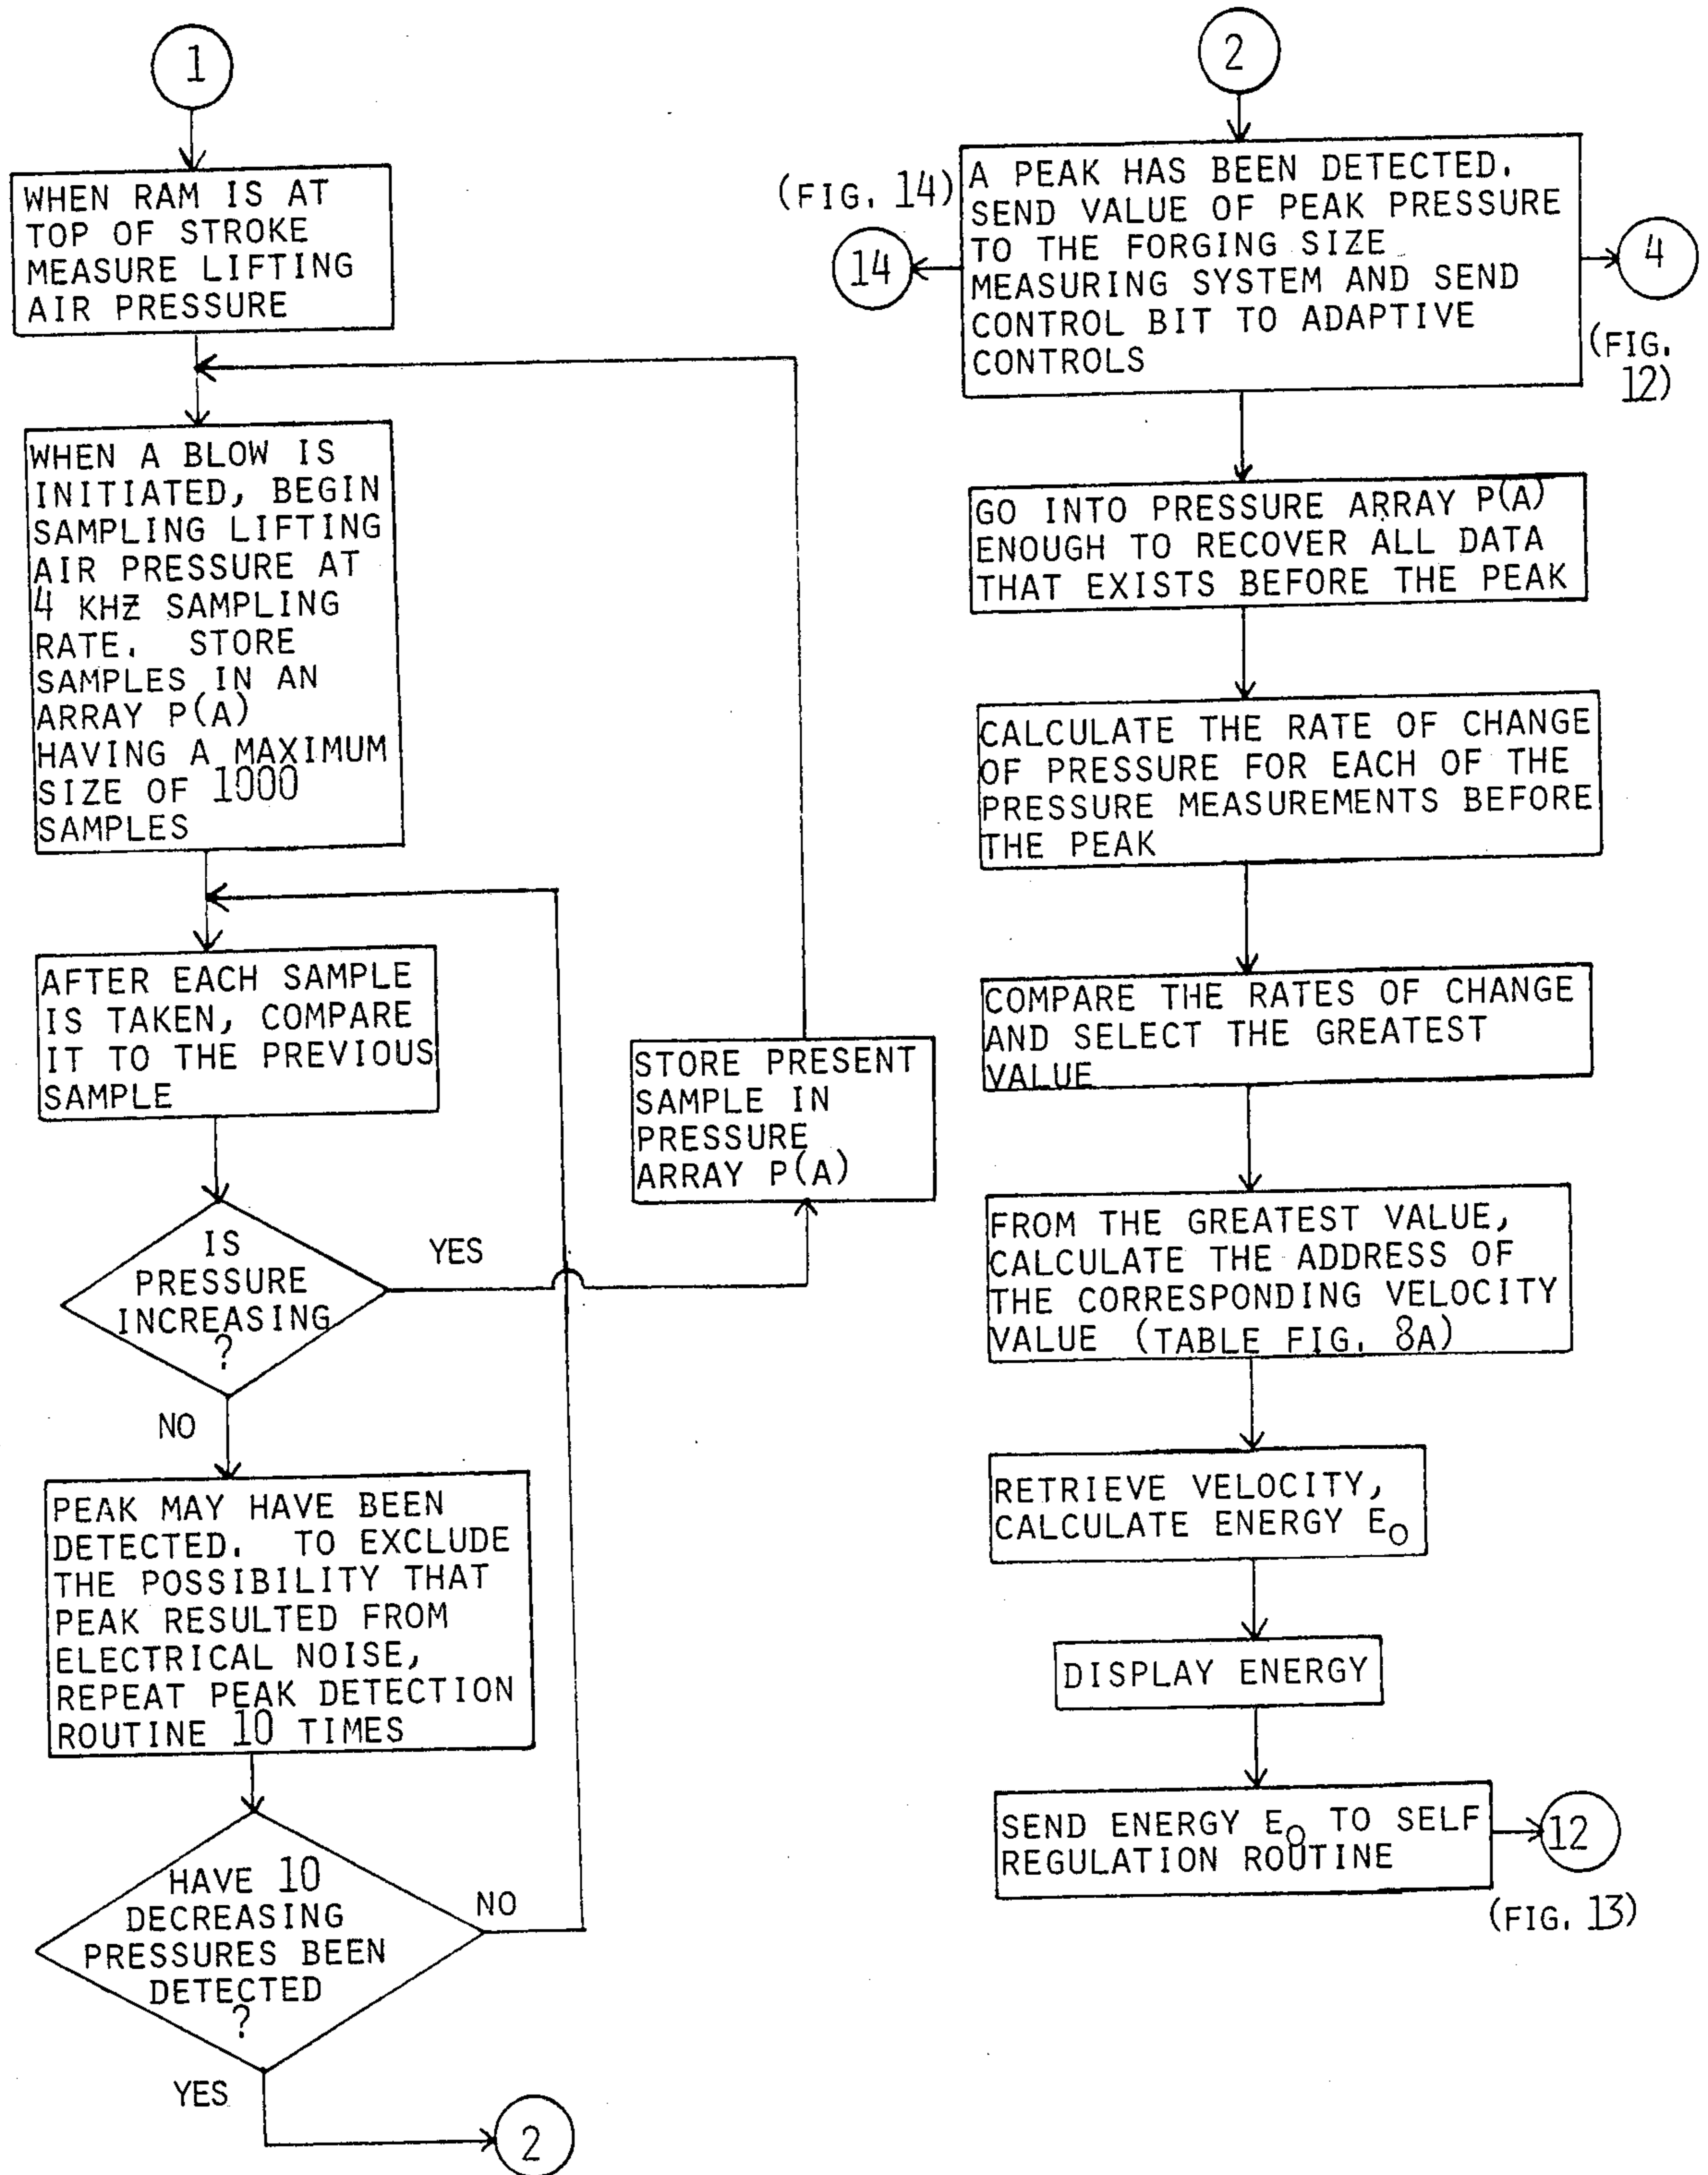 1
WHEN RAM IS AT
TOP OF STROKE
MEASURE LIFTING
AIR PRESSURE
WHEN A BLOW IS
INITIATED, BEGIN
SAMPLING LIFTING
AIR PRESSURE AT
4 KHZ SAMPLING
RATE. STORE
SAMPLES IN AN
ARRAY P(A)
HAVING A MAXIMUM
SIZE OF 1000
SAMPLES
AFTER EACH SAMPLE
IS TAKEN, COMPARE
IT TO THE PREVIOUS
SAMPLE
IS
PRESSURE
INCREASING
?
YES
STORE PRESENT
SAMPLE IN
PRESSURE
ARRAY P(A)
NO
PEAK MAY HAVE BEEN
DETECTED. TO EXCLUDE
THE POSSIBILITY THAT
PEAK RESULTED FROM
ELECTRICAL NOISE,
REPEAT PEAK DETECTION
ROUTINE 10 TIMES
HAVE 10
DECREASING
PRESSURES BEEN
DETECTED
?
NO
YES
2
2
(FIG. 14)
14
A PEAK HAS BEEN DETECTED.
SEND VALUE OF PEAK PRESSURE
TO THE FORGING SIZE
MEASURING SYSTEM AND SEND
CONTROL BIT TO ADAPTIVE
CONTROLS
4
(FIG.
12)
GO INTO PRESSURE ARRAY P(A)
ENOUGH TO RECOVER ALL DATA
THAT EXISTS BEFORE THE PEAK
CALCULATE THE RATE OF CHANGE
OF PRESSURE FOR EACH OF THE
PRESSURE MEASUREMENTS BEFORE
THE PEAK
COMPARE THE RATES OF CHANGE
AND SELECT THE GREATEST
VALUE
FROM THE GREATEST VALUE,
CALCULATE THE ADDRESS OF
THE CORRESPONDING VELOCITY
VALUE (TABLE FIG. 8A)
RETRIEVE VELOCITY,
CALCULATE ENERGY EO
DISPLAY ENERGY
SEND ENERGY EO TO SELF
REGULATION ROUTINE
12
(FIG. 13)